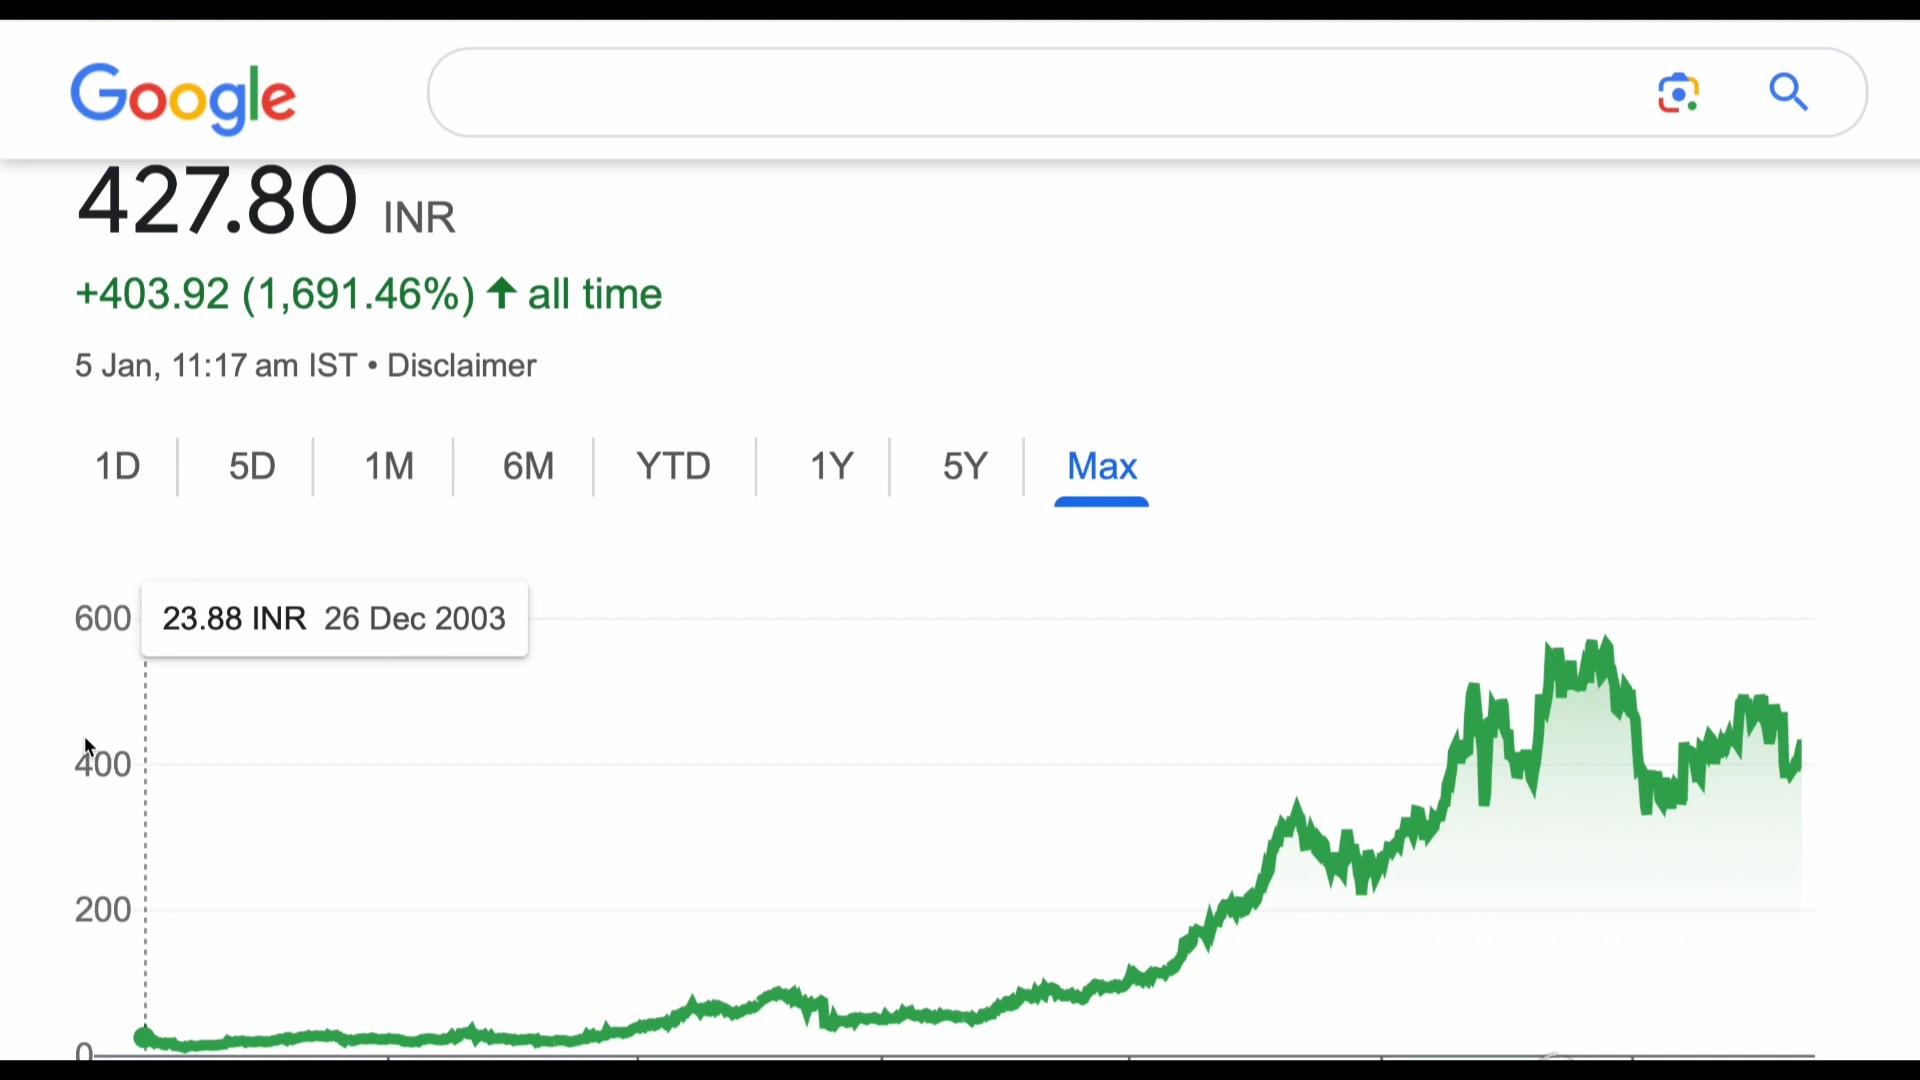 Google
427.80 INR
+403.92 (1,691.46%) ↑ all time
5 Jan, 11:17 am IST • Disclaimer
1D 5D 1M 6M YTD 1Y 5Y Max
600 23.88 INR 26 Dec 2003
400
200
0